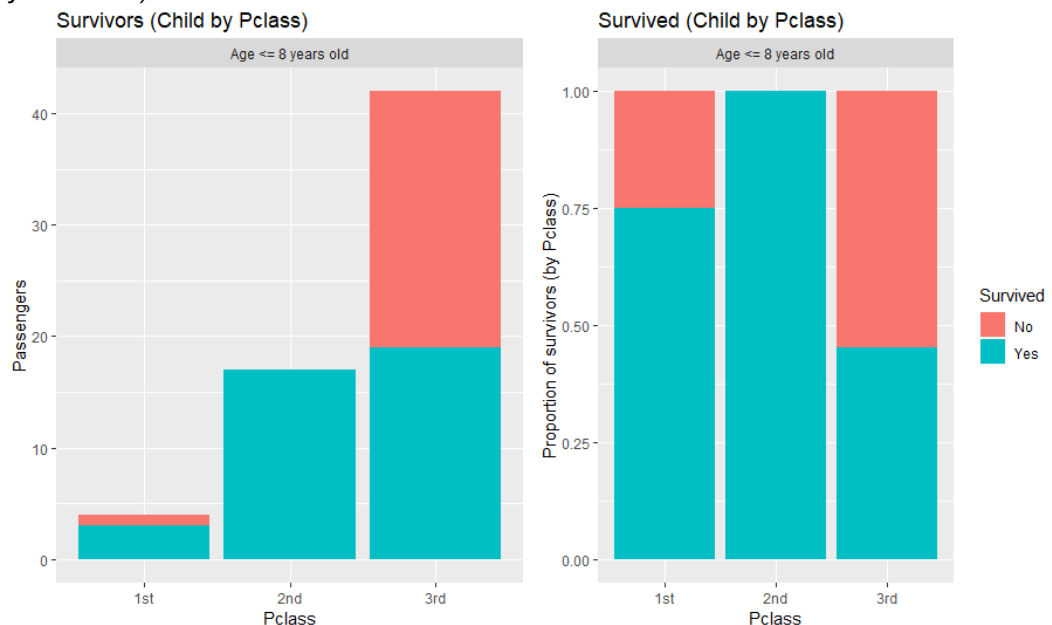 Survivors (Child by Pclass)
Age <= 8 years old
40
30
20
10
0
Passengers
1st 2nd 3rd
Pclass
Survived (Child by Pclass)
Age <= 8 years old
1.00
0.75
0.50
0.25
0.00
Proportion of survivors (by Pclass)
1st 2nd 3rd
Pclass
Survived
No
Yes